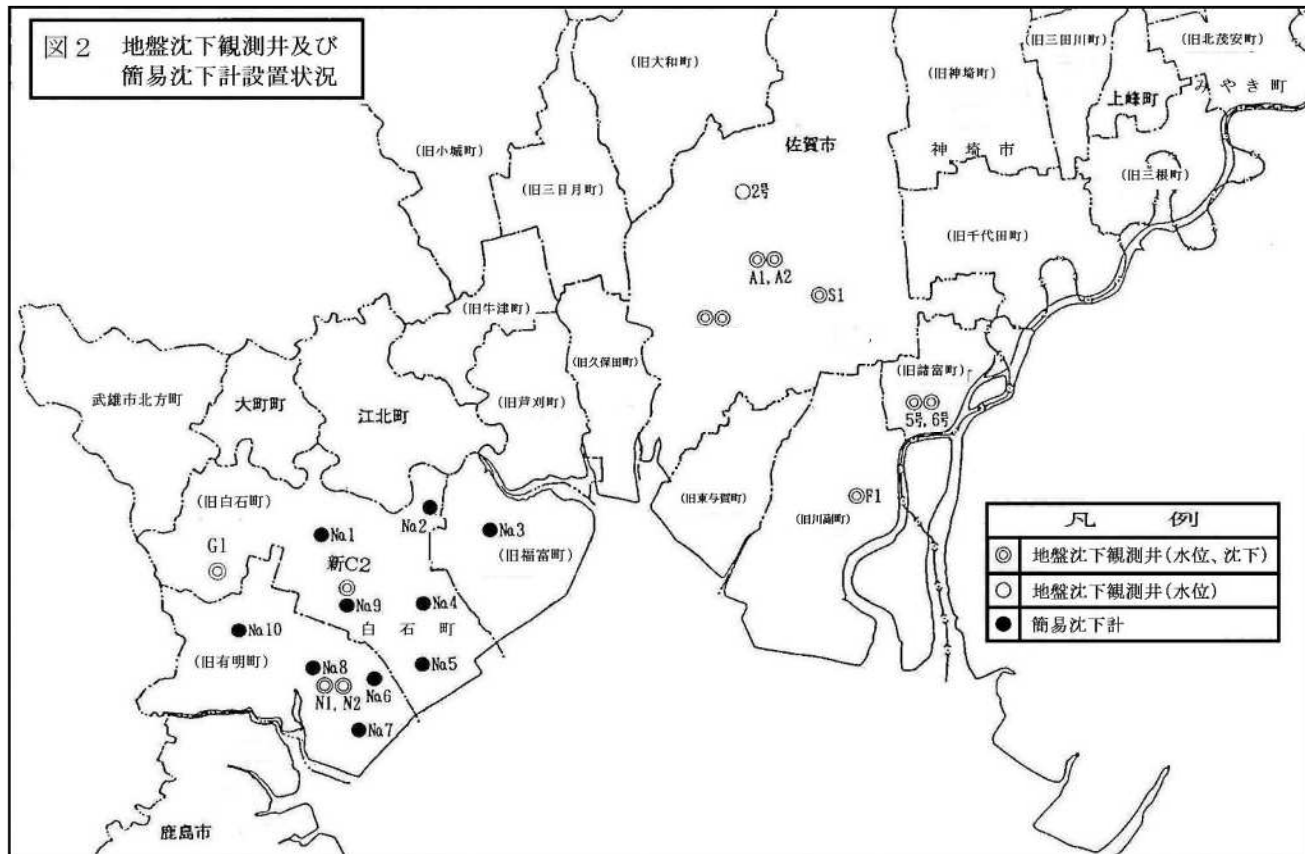 図2 地盤沈下観測井及び
簡易沈下計設置状況
(旧大和町)
(旧神埼町)
(旧三田川町)
(旧北茂安町)
みやき町
上峰町
佐賀市
神埼市
(旧小城町)
(旧三日月町)
(旧三根町)
2号
(旧千代田町)
A1, A2
S1
(旧牛津町)
(旧久保田町)
(旧諸富町)
武雄市北方町
大町町
江北町
(旧芦刈町)
5号, 6号
(旧白石町)
No.2
No.3
(旧東与賀町)
(旧川副町)
F1
No.1
(旧福富町)
G1
新C2
No.9
No.4
白石町
No.10
(旧有明町)
No.8
No.5
N1, N2
No.6
No.7
鹿島市
凡例
◎ 地盤沈下観測井(水位、沈下)
○ 地盤沈下観測井(水位)
● 簡易沈下計